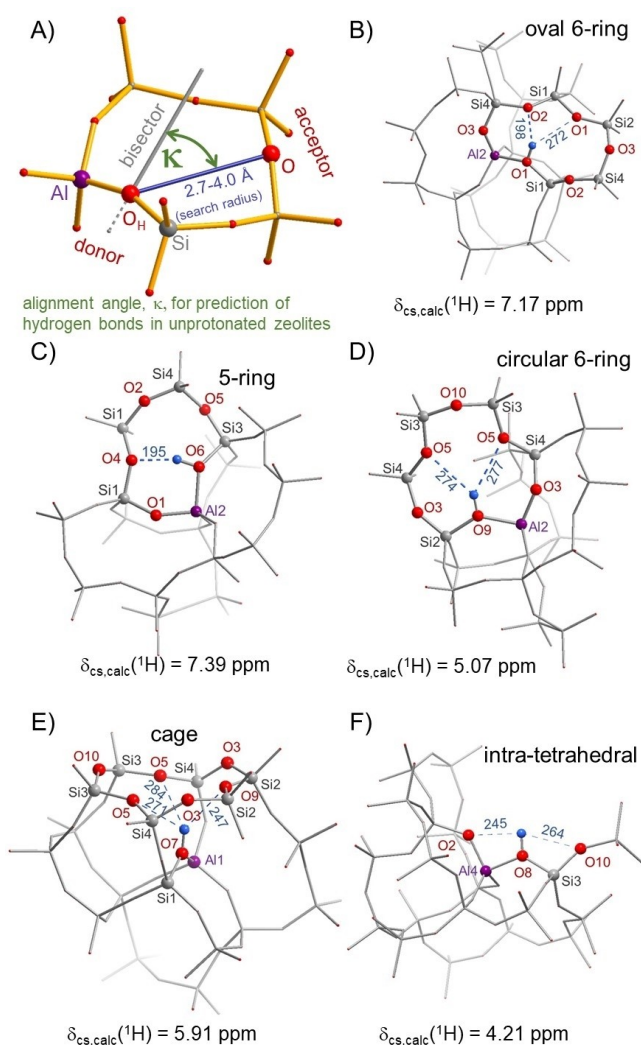 A)
bisector
κ
acceptor
O
Al
2.7-4.0 Å
(search radius)
O_H
Si
donor
alignment angle, κ, for prediction of
hydrogen bonds in unprotonated zeolites
B)
oval 6-ring
Si1
Si4
O2
Si2
O1
O3
198
272
O3
Al2
O1
Si4
Si1
O2
δcs,calc(¹H) = 7.17 ppm
C)
5-ring
Si4
O2
O5
Si1
Si3
195
O6
O4
Si1
O1
Al2
δcs,calc(¹H) = 7.39 ppm
D)
circular 6-ring
O10
Si3
Si3
O5
O5
Si4
Si4
274
277
O3
O3
Al2
Si2
O9
δcs,calc(¹H) = 5.07 ppm
E)
cage
O10
Si3
O5
O3
Si4
Si3
284
O9
Si2
O5
271
O3
247
Si2
Si4
O7
Al1
Si1
δcs,calc(¹H) = 5.91 ppm
F)
intra-tetrahedral
245
264
O2
O10
Al4
O8
Si3
δcs,calc(¹H) = 4.21 ppm